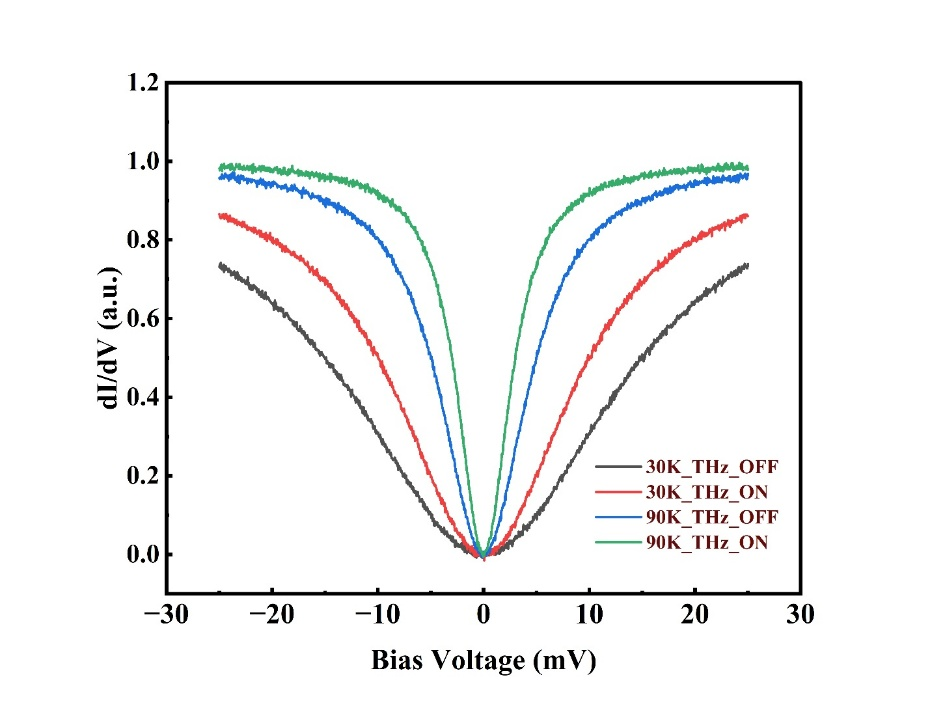 1.2
1.0
0.8
0.6
0.4
0.2
0.0
dI/dV (a.u.)
30K_THz_OFF
30K_THz_ON
90K_THz_OFF
90K_THz_ON
−30 −20 −10 0 10 20 30
Bias Voltage (mV)